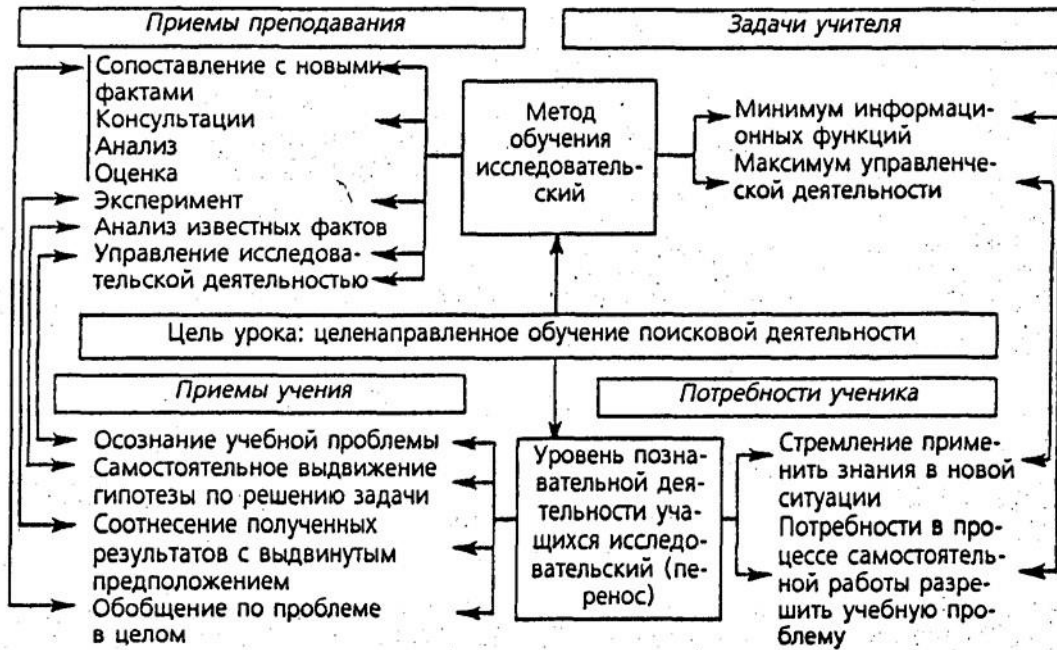 Приемы преподавания
Задачи учителя
Сопоставление с новыми
фактами
Консультации
Анализ
Оценка
Эксперимент
Анализ известных фактов
Управление исследова-
тельской деятельностью
Метод
обучения
исследователь-
ский
Минимум информаци-
онных функций
Максимум управленче-
ской деятельности
Цель урока: целенаправленное обучение поисковой деятельности
Приемы учения
Потребности ученика
Осознание учебной проблемы
Самостоятельное выдвижение
гипотезы по решению задачи
Соотнесение полученных
результатов с выдвинутым
предположением
Обобщение по проблеме
в целом
Уровень позна-
вательной дея-
тельности уча-
щихся исследо-
вательский (пе-
ренос)
Стремление приме-
нить знания в новой
ситуации
Потребности в про-
цессе самостоятель-
ной работы разре-
шить учебную про-
блему